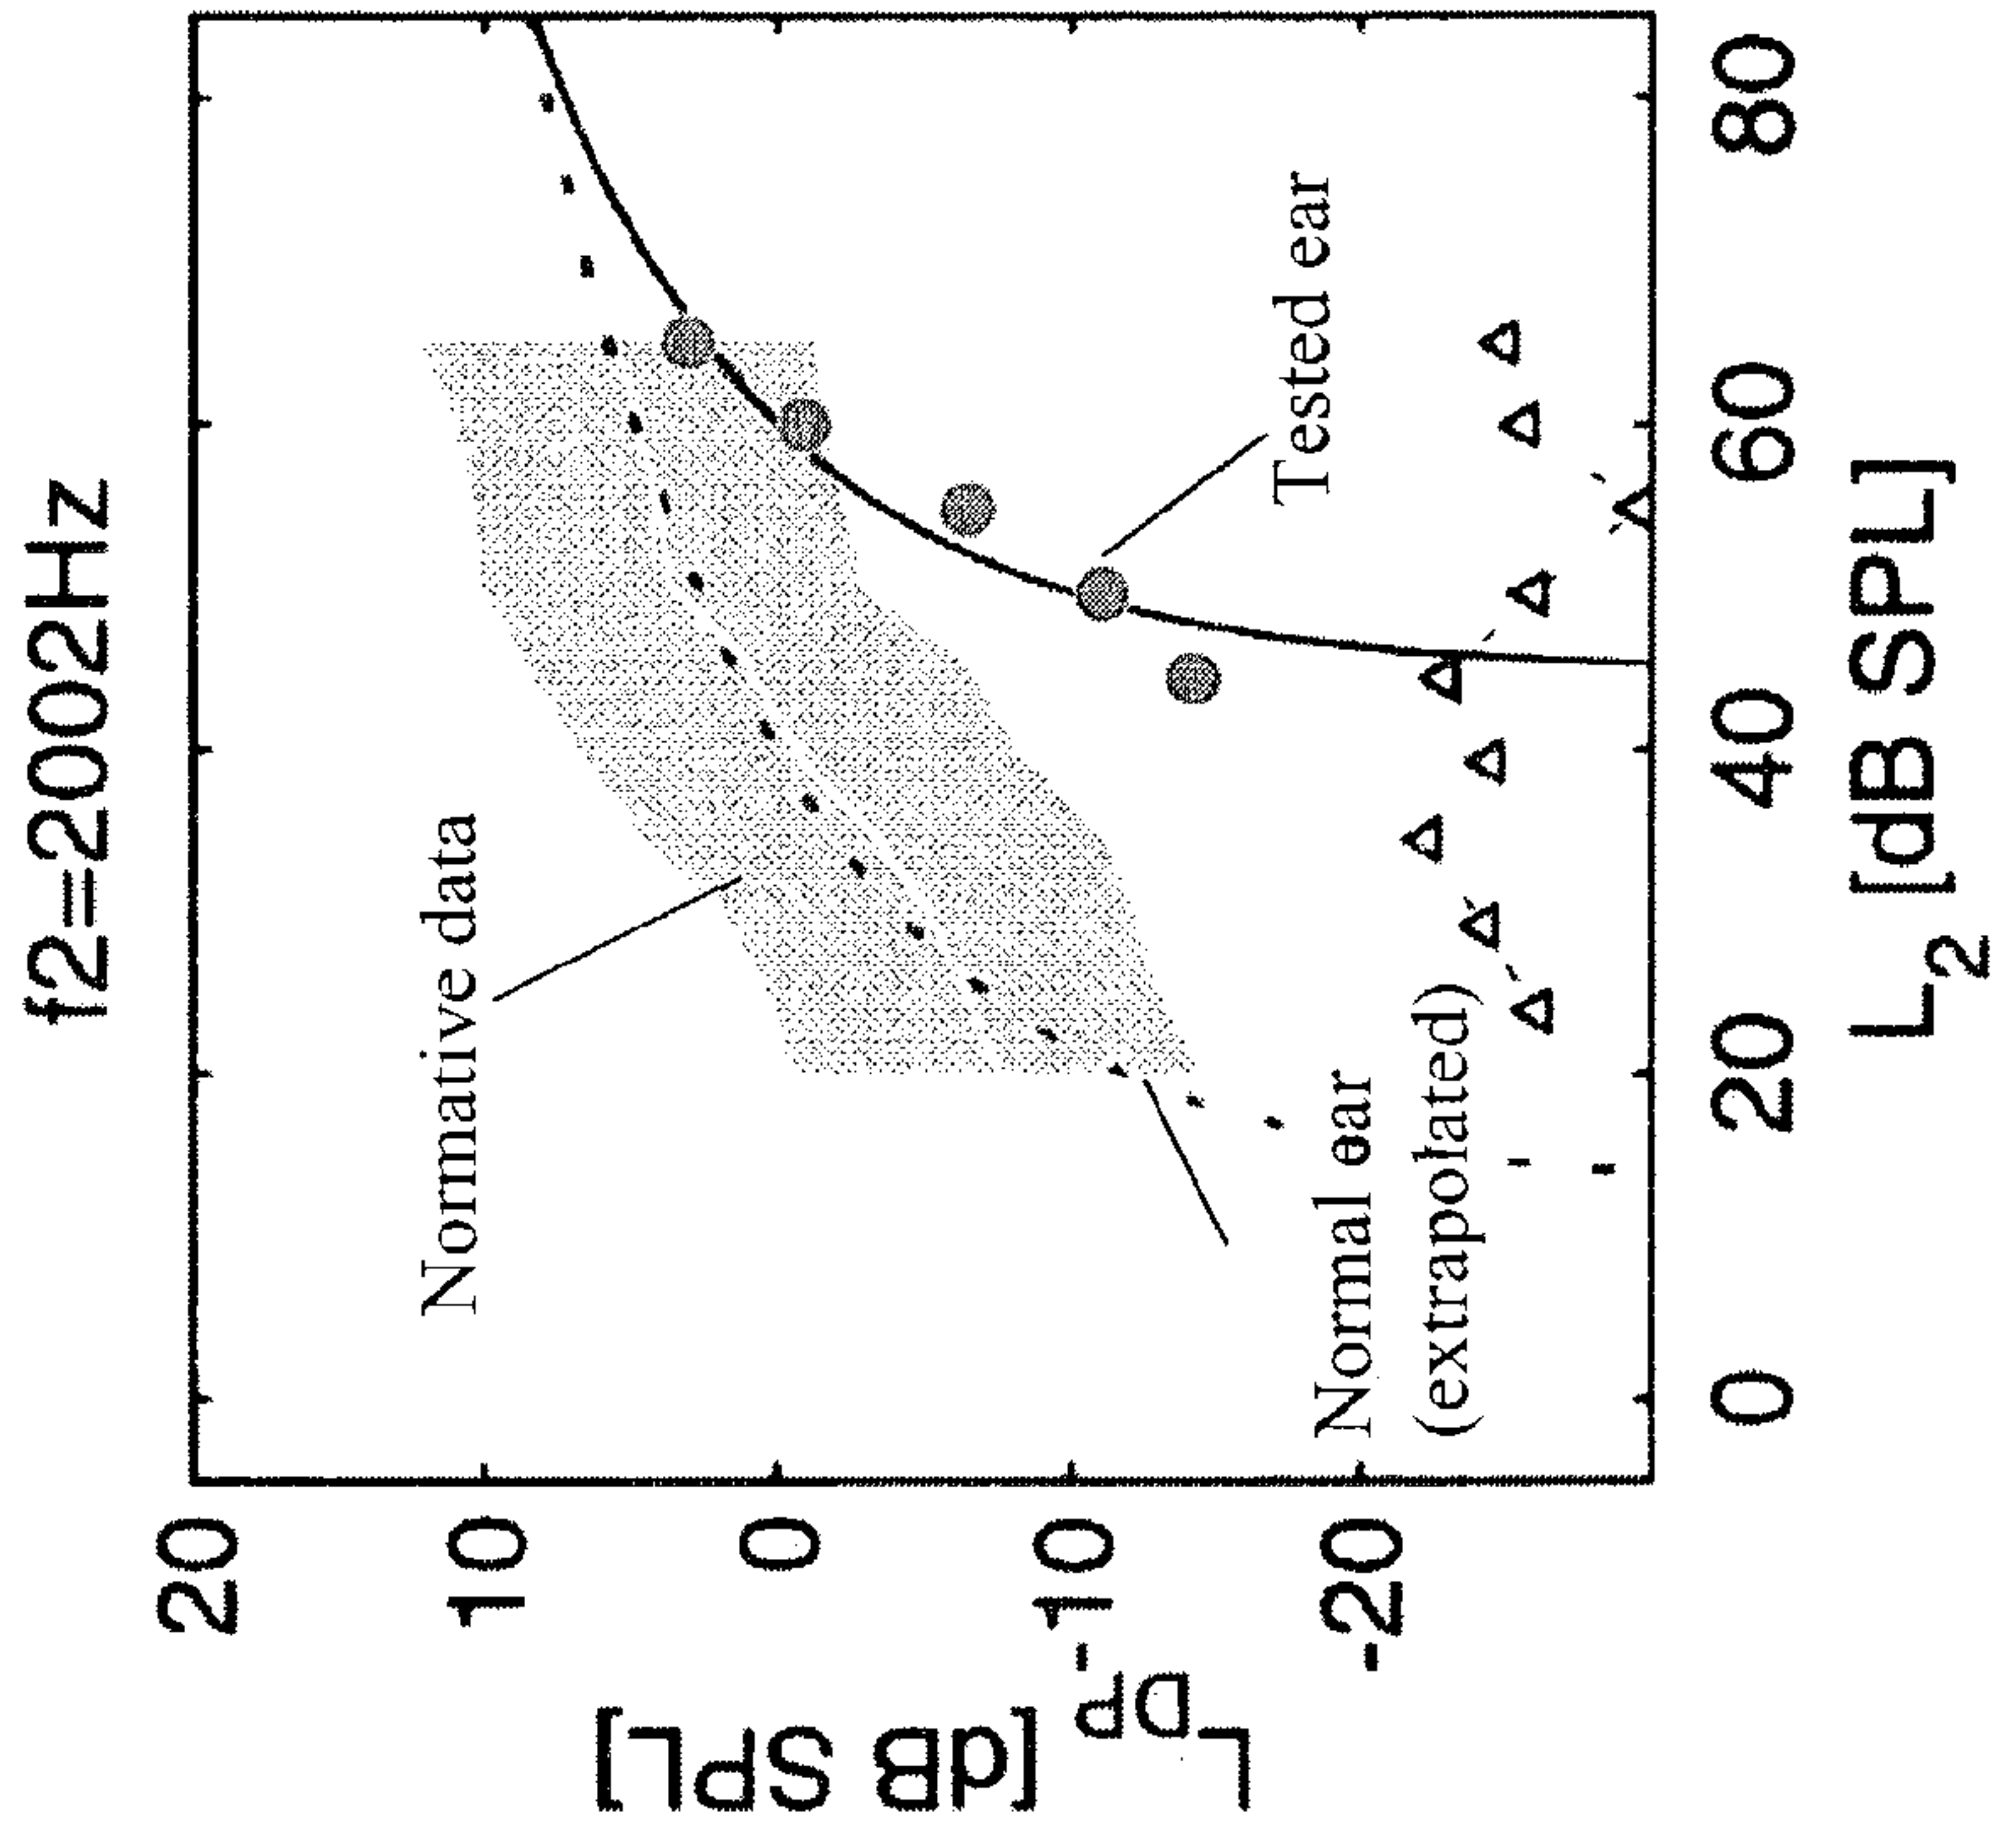 f2=2002Hz
20
10
0
-10
-20
L_DP [dB SPL]
Normative data
Tested ear
Normal ear
(extrapolated)
0
20
40
60
80
L₂ [dB SPL]